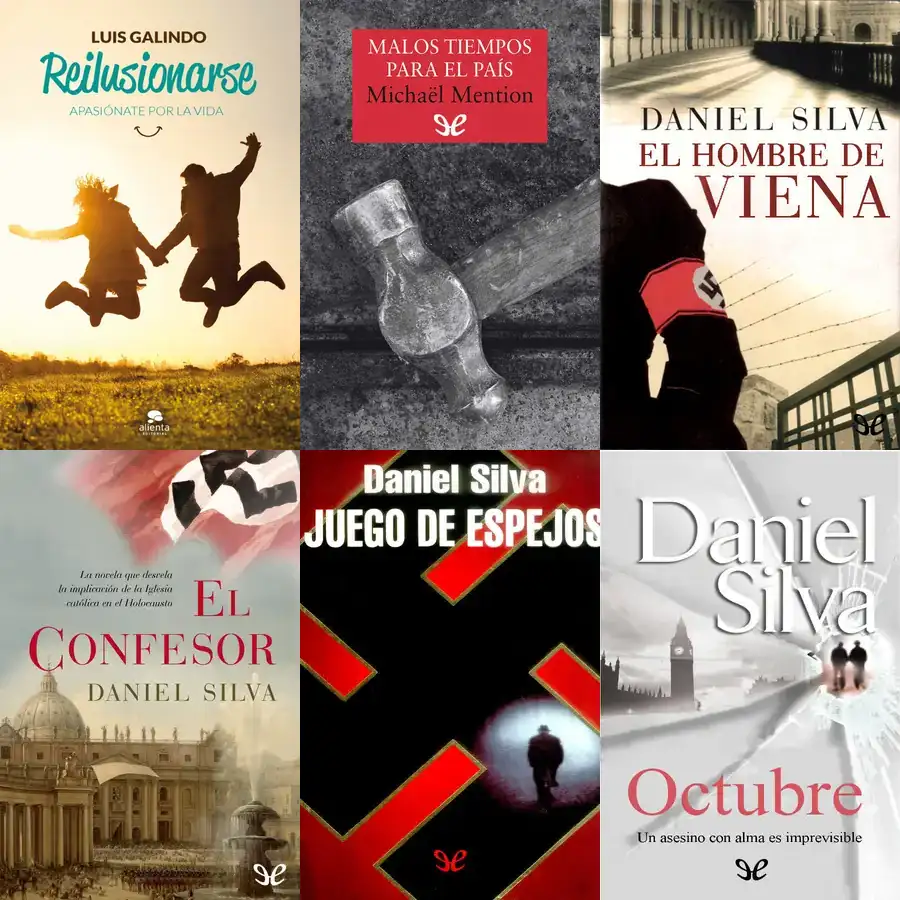 LUIS GALINDO
Reilusionarse
APASIÓNATE POR LA VIDA
alienta
EDITORIAL
MALOS TIEMPOS
PARA EL PAÍS
Michaël Mention
DANIEL SILVA
EL HOMBRE DE
VIENA
La novela que desvela
la implicación de la Iglesia
católica en el Holocausto
EL
CONFESOR
DANIEL SILVA
Daniel Silva
JUEGO DE ESPEJOS
Daniel
Silva
Octubre
Un asesino con alma es imprevisible